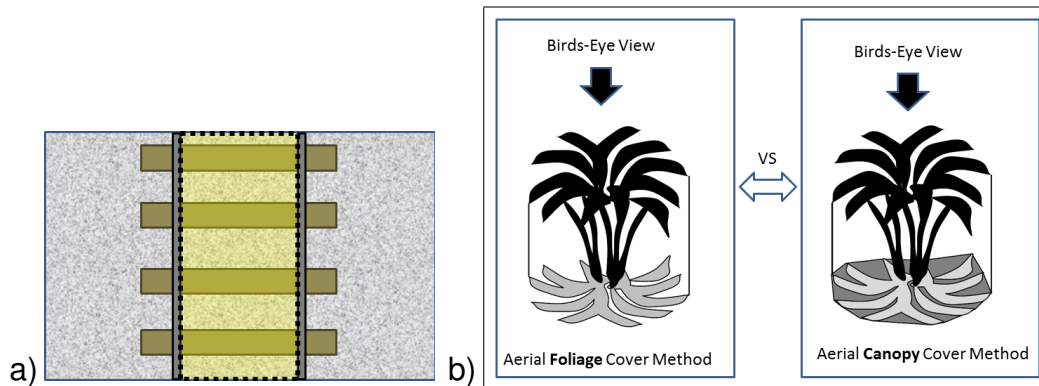 a)
b)
Birds-Eye View
Aerial Foliage Cover Method
VS
Birds-Eye View
Aerial Canopy Cover Method